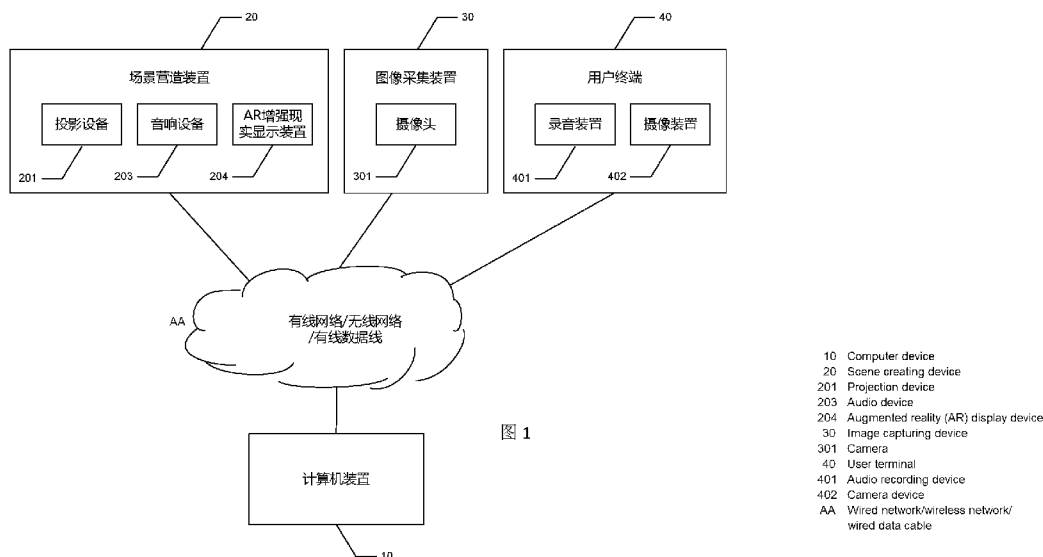 20
30
40
场景营造装置
图像采集装置
用户终端
投影设备
音响设备
AR增强现
实显示装置
摄像头
录音装置
摄像装置
201
203
204
301
401
402
AA
有线网络/无线网络
/有线数据线
图 1
计算机装置
10
10 Computer device
20 Scene creating device
201 Projection device
203 Audio device
204 Augmented reality (AR) display device
30 Image capturing device
301 Camera
40 User terminal
401 Audio recording device
402 Camera device
AA Wired network/wireless network/
wired data cable